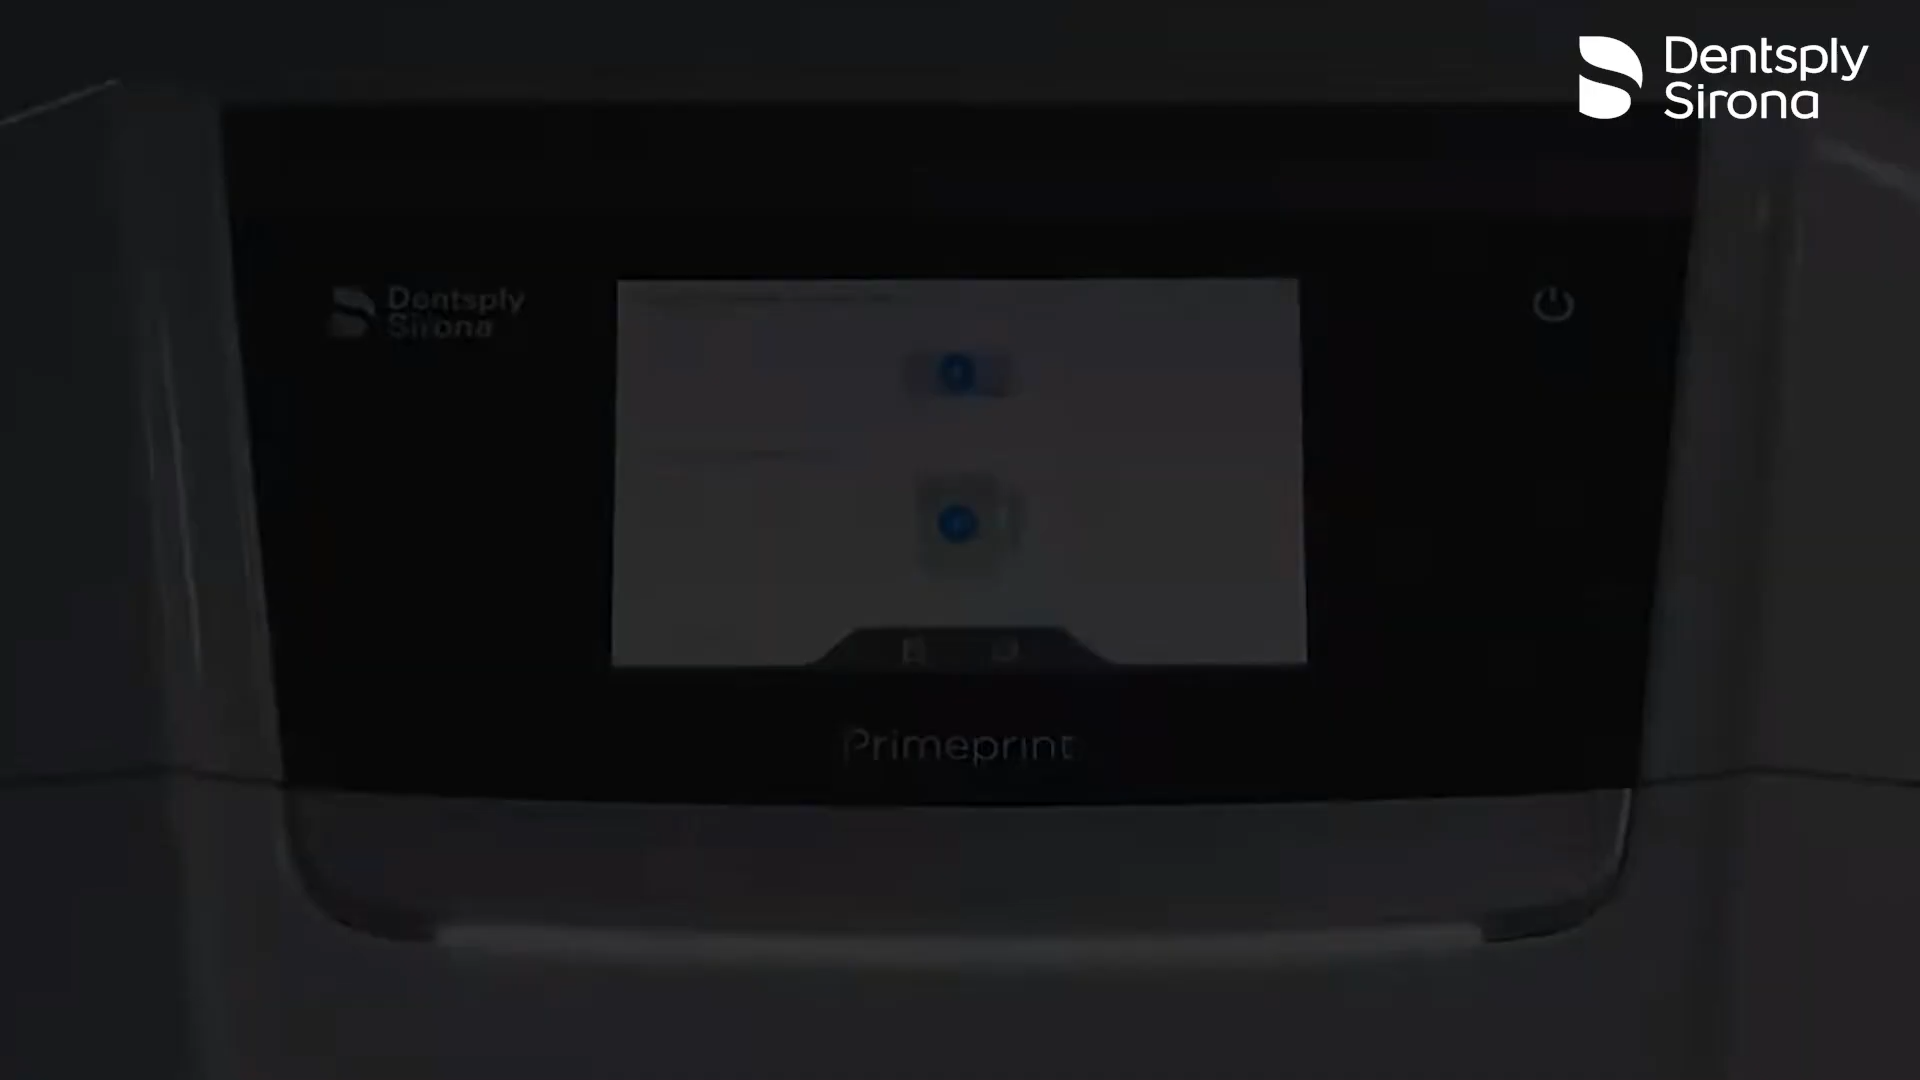 Dentsply
Sirona
Dentsply
Sirona
Primeprint